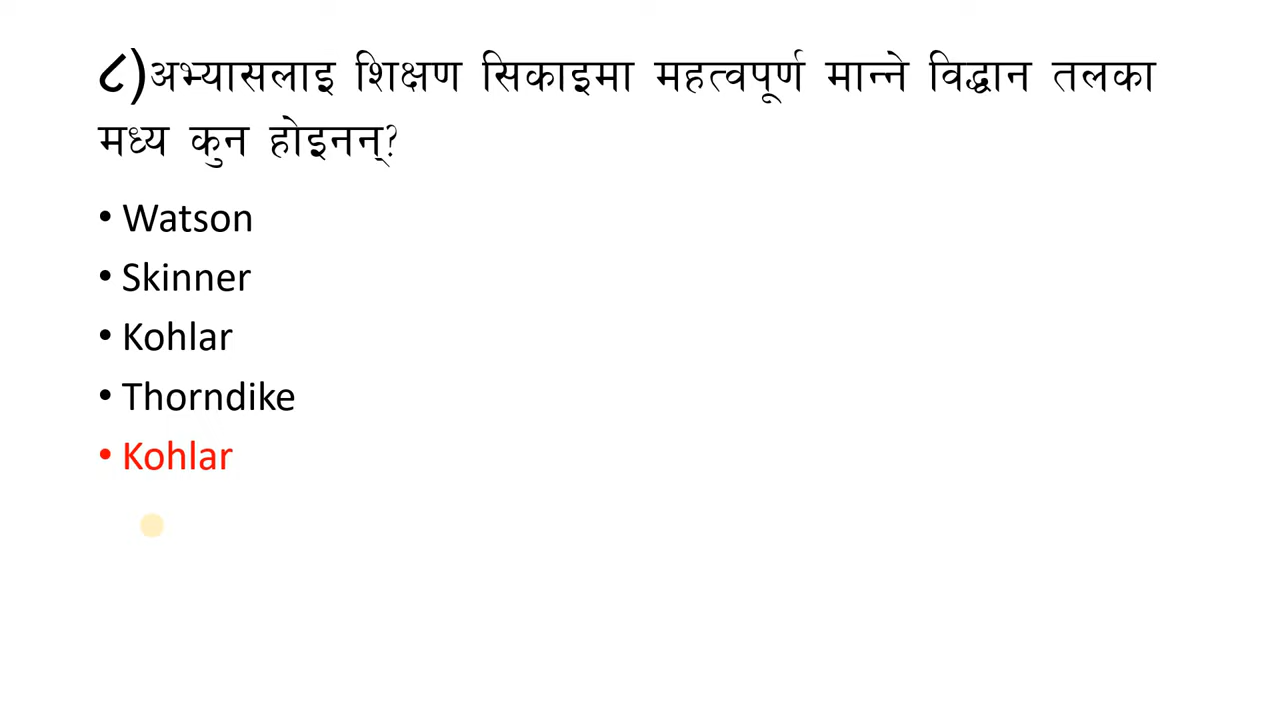 ८)अभ्यासलाइ शिक्षण सिकाइमा महत्वपूर्ण मान्ने विद्धान तलका
मध्य कुन होइनन्?
• Watson
• Skinner
• Kohlar
• Thorndike
• Kohlar